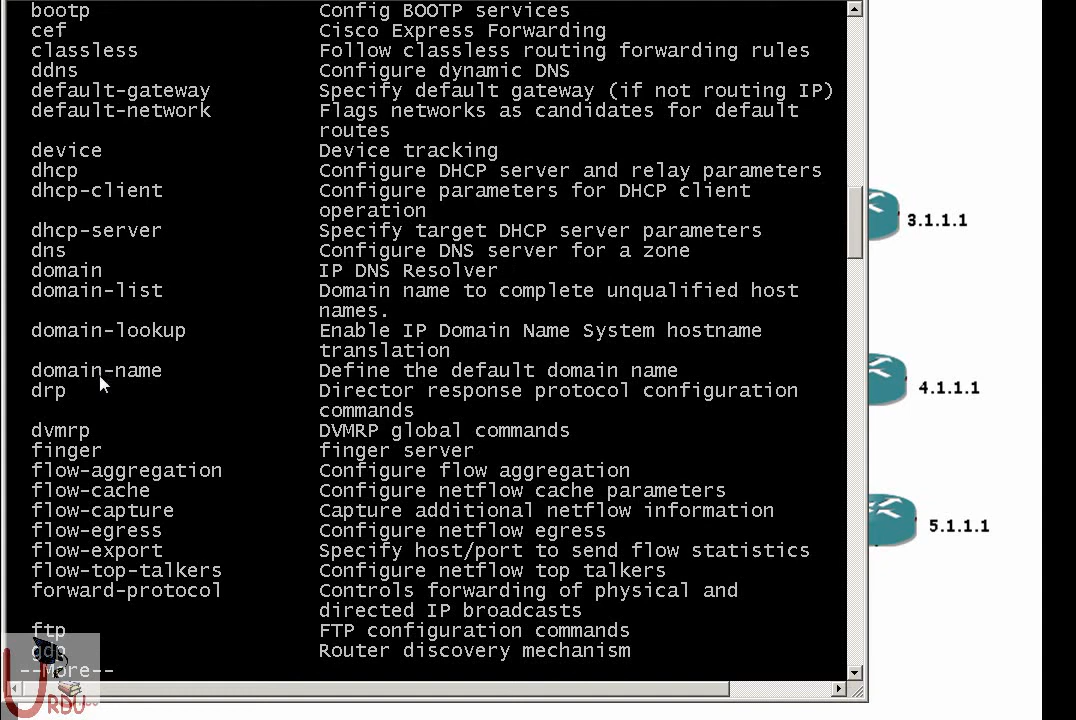 bootp Config BOOTP services
cef Cisco Express Forwarding
classless Follow classless routing forwarding rules
ddns Configure dynamic DNS
default-gateway Specify default gateway (if not routing IP)
default-network Flags networks as candidates for default
routes
device Device tracking
dhcp Configure DHCP server and relay parameters
dhcp-client Configure parameters for DHCP client
operation
dhcp-server Specify target DHCP server parameters
dns Configure DNS server for a zone
domain IP DNS Resolver
domain-list Domain name to complete unqualified host
names.
domain-lookup Enable IP Domain Name System hostname
translation
domain-name Define the default domain name
drp Director response protocol configuration
commands
dvmrp DVMRP global commands
finger finger server
flow-aggregation Configure flow aggregation
flow-cache Configure netflow cache parameters
flow-capture Capture additional netflow information
flow-egress Configure netflow egress
flow-export Specify host/port to send flow statistics
flow-top-talkers Configure netflow top talkers
forward-protocol Controls forwarding of physical and
directed IP broadcasts
ftp FTP configuration commands
gdp Router discovery mechanism
--More--
3.1.1.1
4.1.1.1
5.1.1.1
URDU